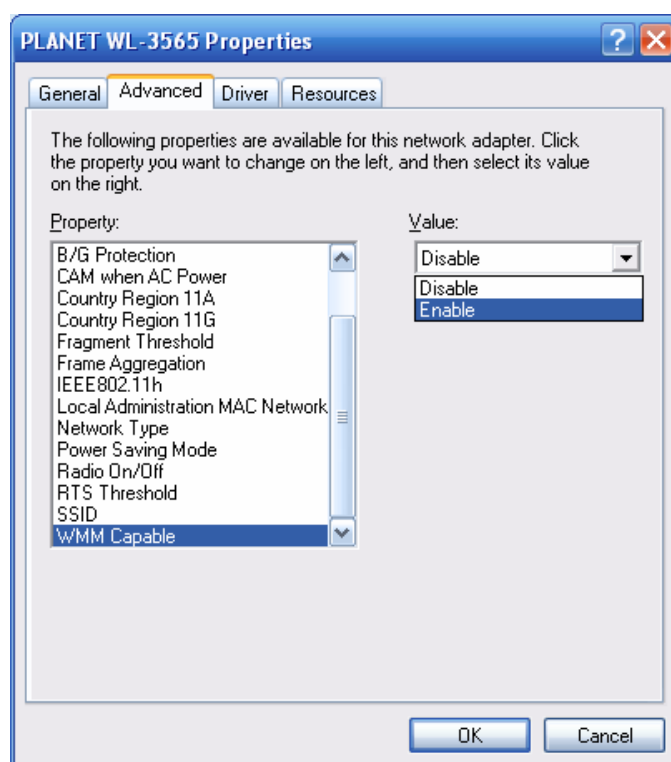 PLANET WL-3565 Properties
General Advanced Driver Resources
The following properties are available for this network adapter. Click
the property you want to change on the left, and then select its value
on the right.
Property:
B/G Protection
CAM when AC Power
Country Region 11A
Country Region 11G
Fragment Threshold
Frame Aggregation
IEEE802.11h
Local Administration MAC Network
Network Type
Power Saving Mode
Radio On/Off
RTS Threshold
SSID
WMM Capable
Value:
Disable
Disable
Enable
OK Cancel